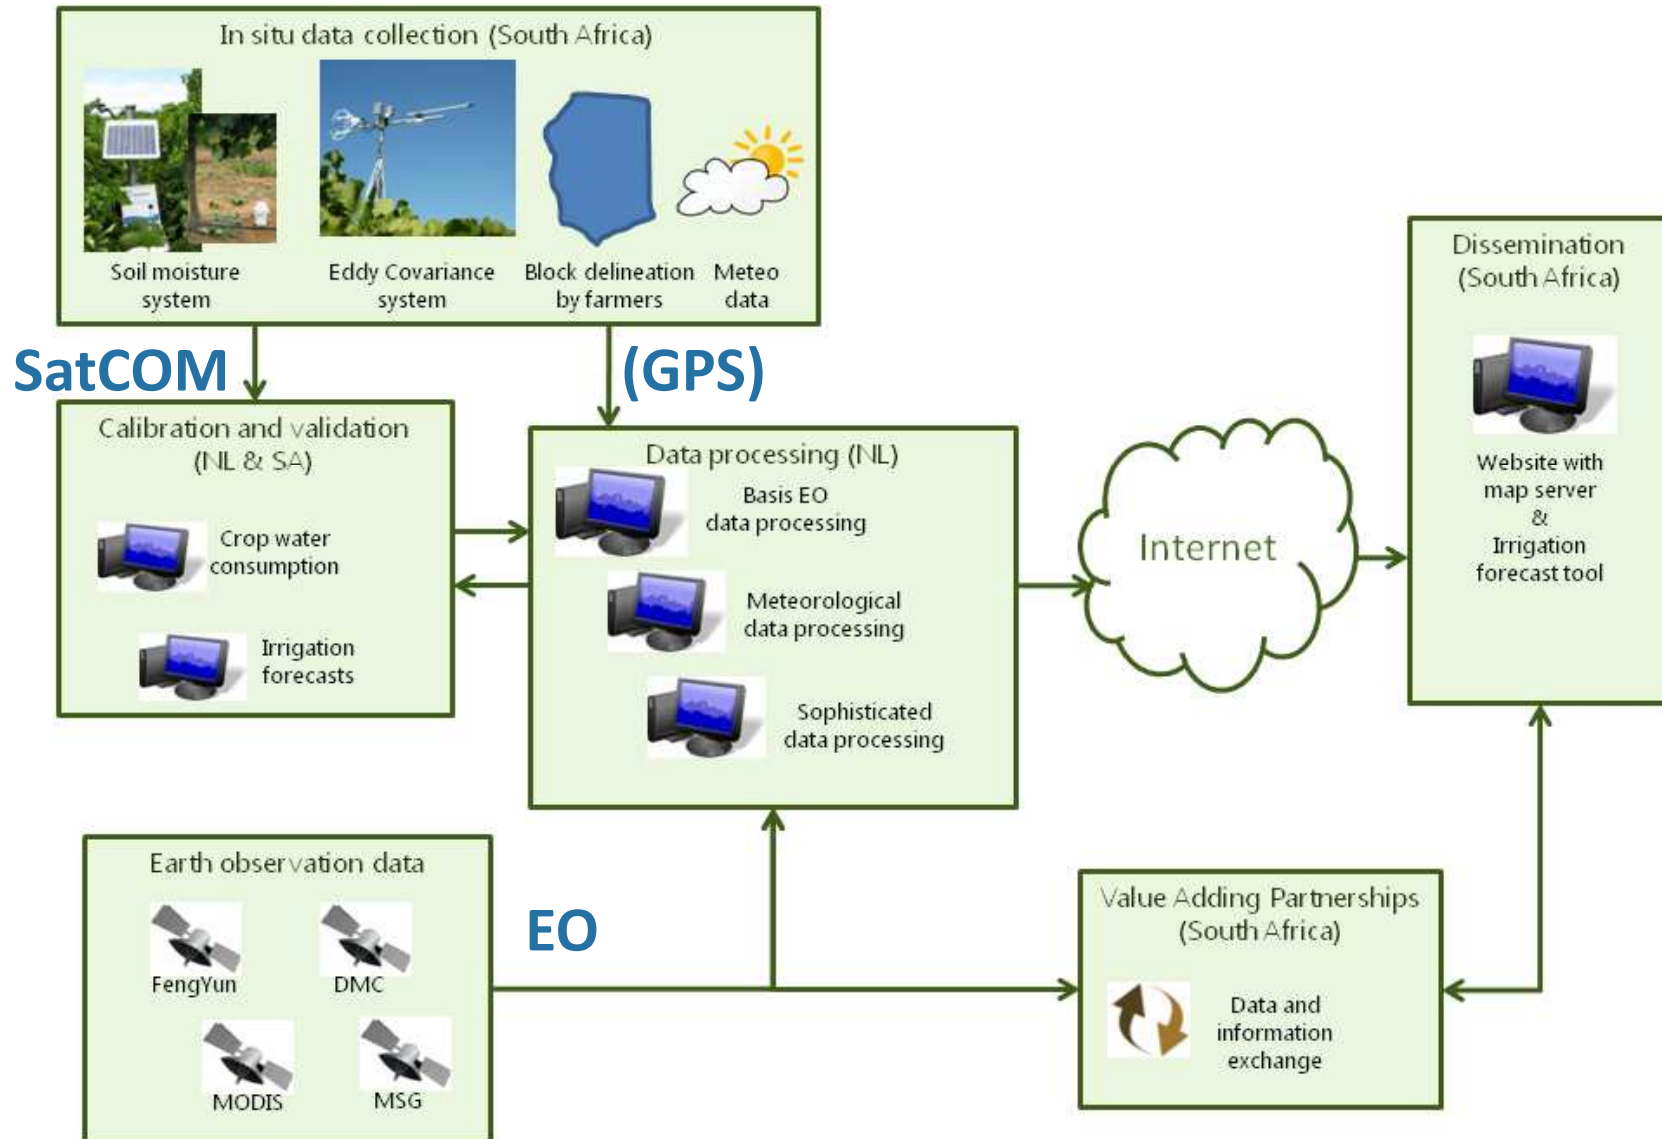 In situ data collection (South Africa)
Soil moisture
system
Eddy Covariance
system
Block delineation
by farmers
Meteo
data
SatCOM
(GPS)
Calibration and validation
(NL & SA)
Crop water
consumption
Irrigation
forecasts
Data processing (NL)
Basis EO
data processing
Meteorological
data processing
Sophisticated
data processing
Internet
Dissemination
(South Africa)
Website with
map server
&
Irrigation
forecast tool
Earth observation data
FengYun
DMC
MODIS
MSG
EO
Value Adding Partnerships
(South Africa)
Data and
information
exchange